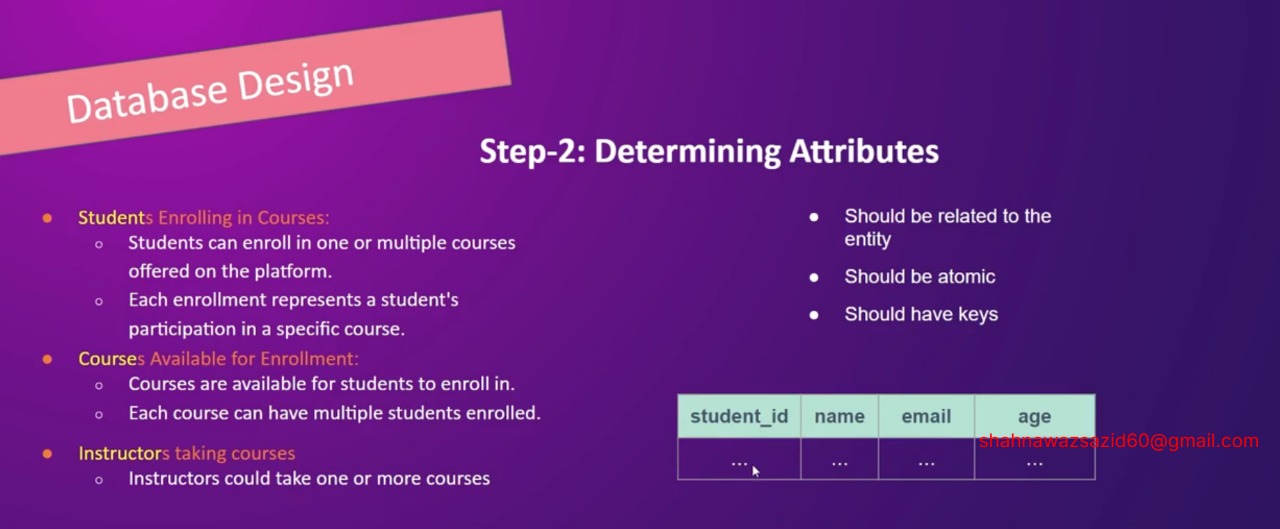 Database Design
Step-2: Determining Attributes
● Students Enrolling in Courses:
○ Students can enroll in one or multiple courses
offered on the platform.
○ Each enrollment represents a student's
participation in a specific course.
● Courses Available for Enrollment:
○ Courses are available for students to enroll in.
○ Each course can have multiple students enrolled.
● Instructors taking courses
○ Instructors could take one or more courses
● Should be related to the
entity
● Should be atomic
● Should have keys
student_id name email age
shahnawazsazid60@gmail.com
... ... ... ...